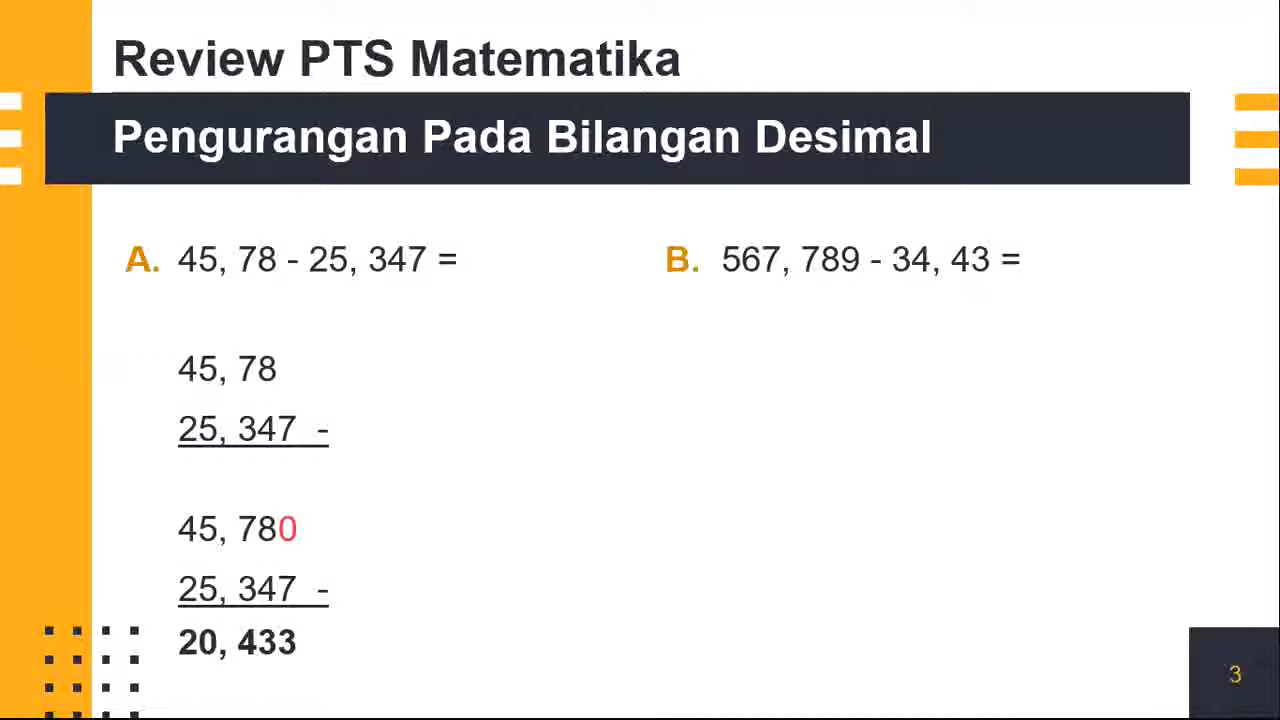 Review PTS Matematika
Pengurangan Pada Bilangan Desimal
A. 45, 78 - 25, 347 =
B. 567, 789 - 34, 43 =
45, 78
25, 347 -
45, 780
25, 347 -
20, 433
3